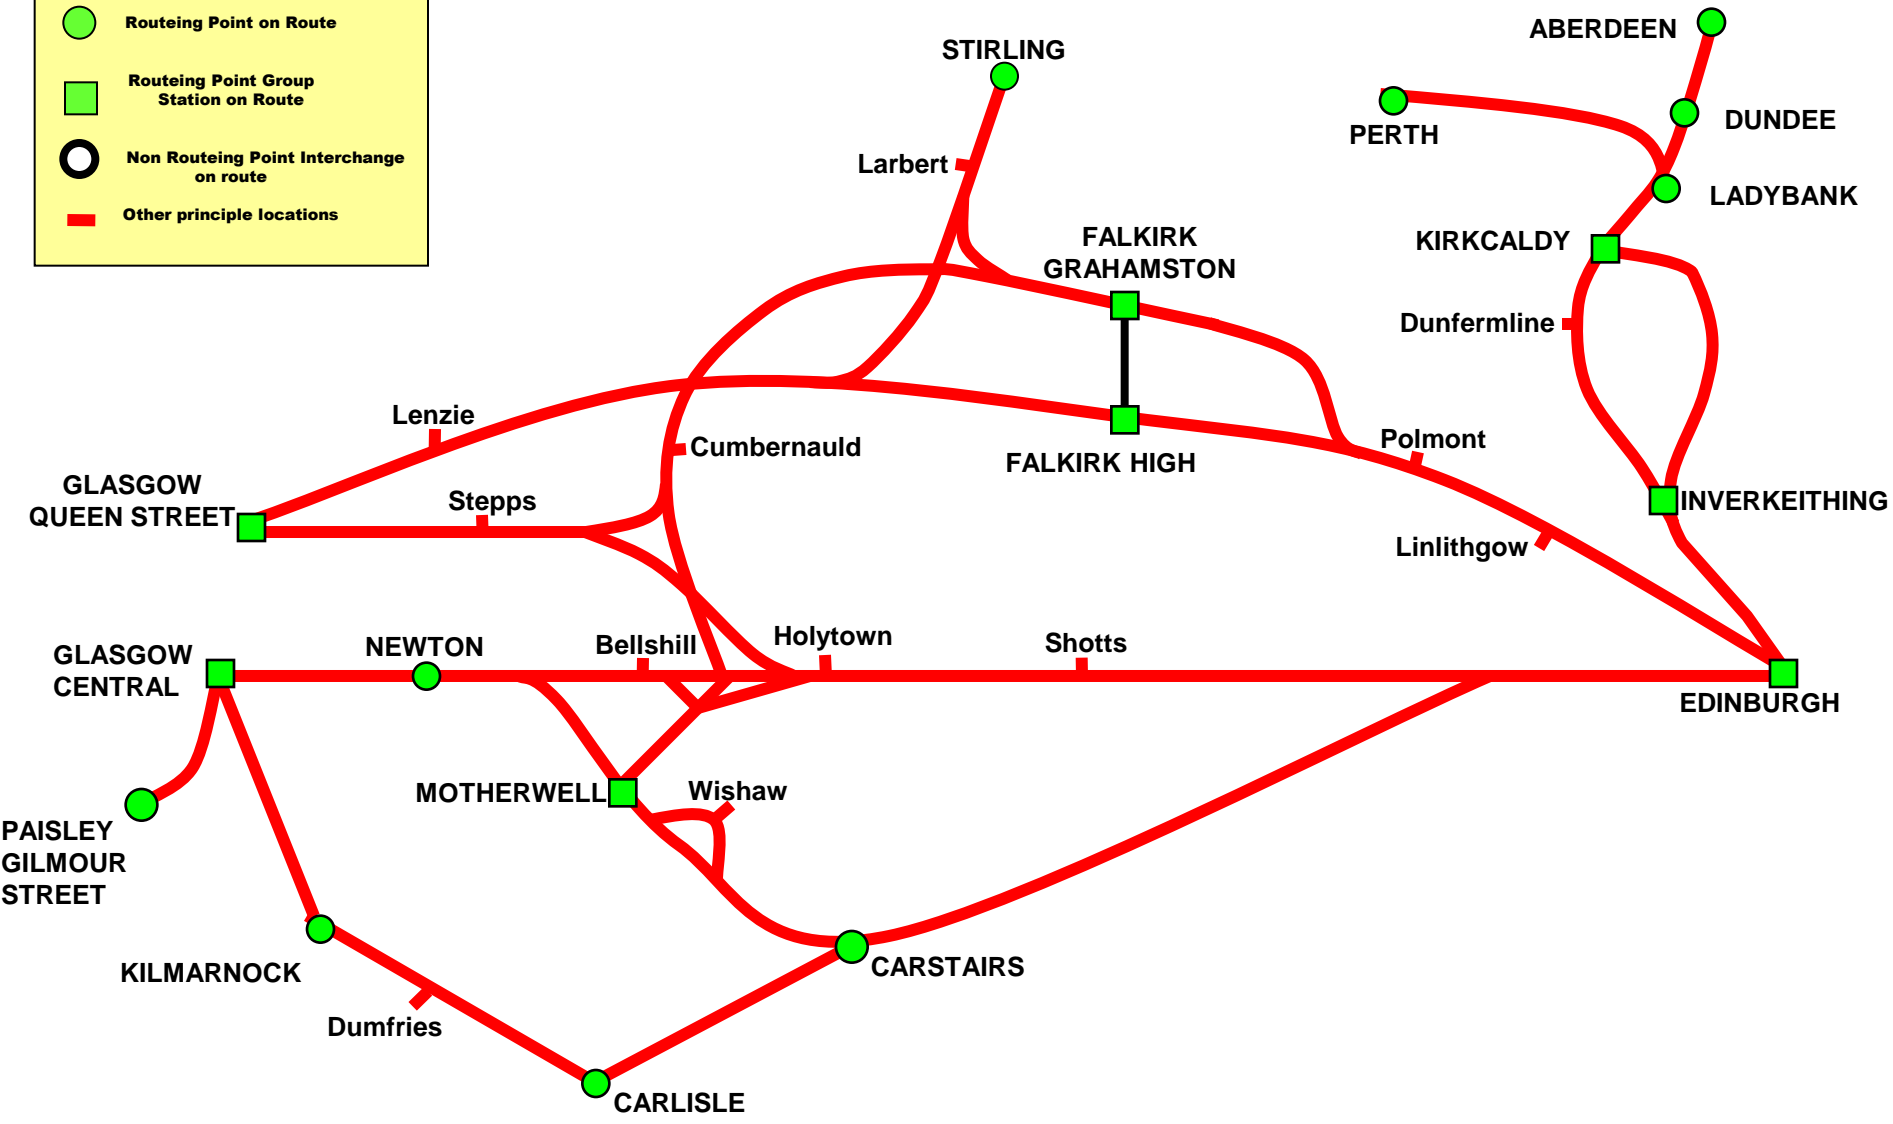 Routeing Point on Route
Routeing Point Group
Station on Route
Non Routeing Point Interchange
on route
Other principle locations
STIRLING
ABERDEEN
PERTH
DUNDEE
Larbert
LADYBANK
FALKIRK
GRAHAMSTON
KIRKCALDY
Dunfermline
Lenzie
Cumbernauld
FALKIRK HIGH
Polmont
GLASGOW
QUEEN STREET
Stepps
INVERKEITHING
Linlithgow
GLASGOW
CENTRAL
NEWTON
Bellshill
Holytown
Shotts
EDINBURGH
MOTHERWELL
Wishaw
PAISLEY
GILMOUR
STREET
KILMARNOCK
CARSTAIRS
Dumfries
CARLISLE